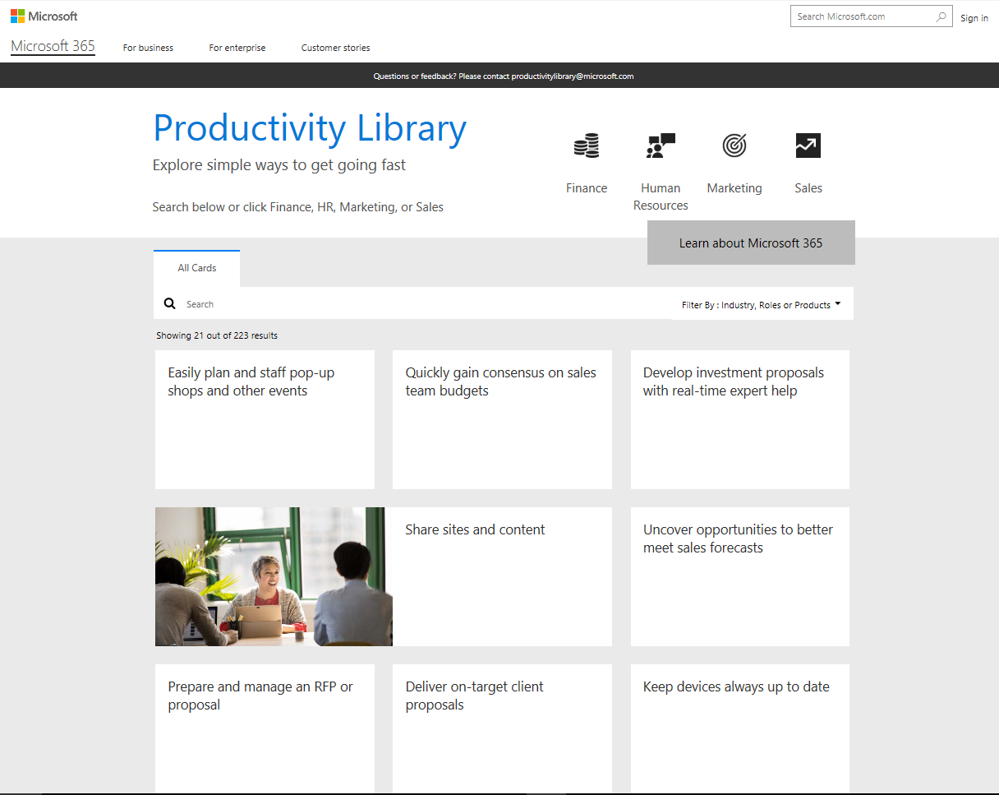 Microsoft
Search Microsoft.com
Sign in
Microsoft 365
For business
For enterprise
Customer stories
Questions or feedback? Please contact productivitylibrary@microsoft.com
Productivity Library
Explore simple ways to get going fast
Search below or click Finance, HR, Marketing, or Sales
Finance
Human
Resources
Marketing
Sales
Learn about Microsoft 365
All Cards
Search
Filter By : Industry, Roles or Products
Showing 21 out of 223 results
Easily plan and staff pop-up
shops and other events
Quickly gain consensus on sales
team budgets
Develop investment proposals
with real-time expert help
Share sites and content
Uncover opportunities to better
meet sales forecasts
Prepare and manage an RFP or
proposal
Deliver on-target client
proposals
Keep devices always up to date